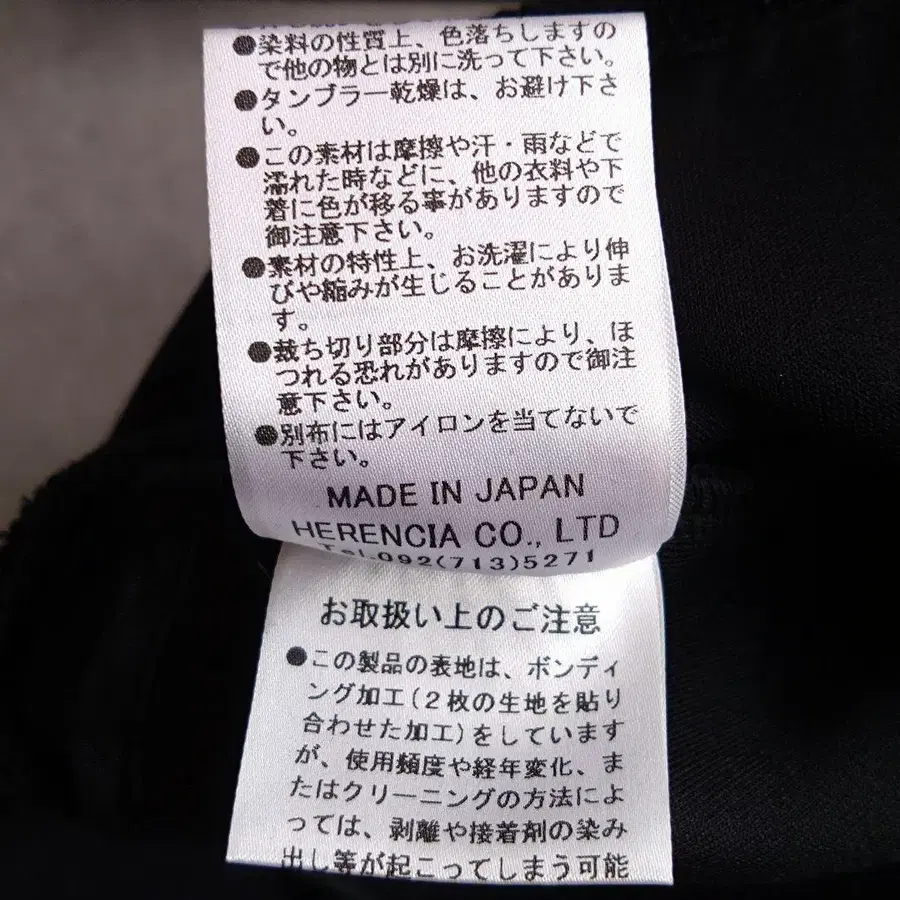 ●染料の性質上、色落ちしますの
で他の物とは別に洗って下さい。
●タンブラー乾燥は、お避け下さ
い。
●この素材は摩擦や汗・雨などで
濡れた時などに、他の衣料や下
着に色が移る事がありますので
御注意下さい。
●素材の特性上、お洗濯により伸
びや縮みが生じることがありま
す。
●裁ち切り部分は摩擦により、ほ
つれる恐れがありますので御注
意下さい。
●別布にはアイロンを当てないで
下さい。
MADE IN JAPAN
HERENCIA CO., LTD
Tel.092(713)5271
お取扱い上のご注意
●この製品の表地は、ボンディ
ング加工(2枚の生地を貼り
合わせた加工)をしています
が、使用頻度や経年変化、ま
たはクリーニングの方法によ
っては、剥離や接着剤の染み
出し等が起こってしまう可能